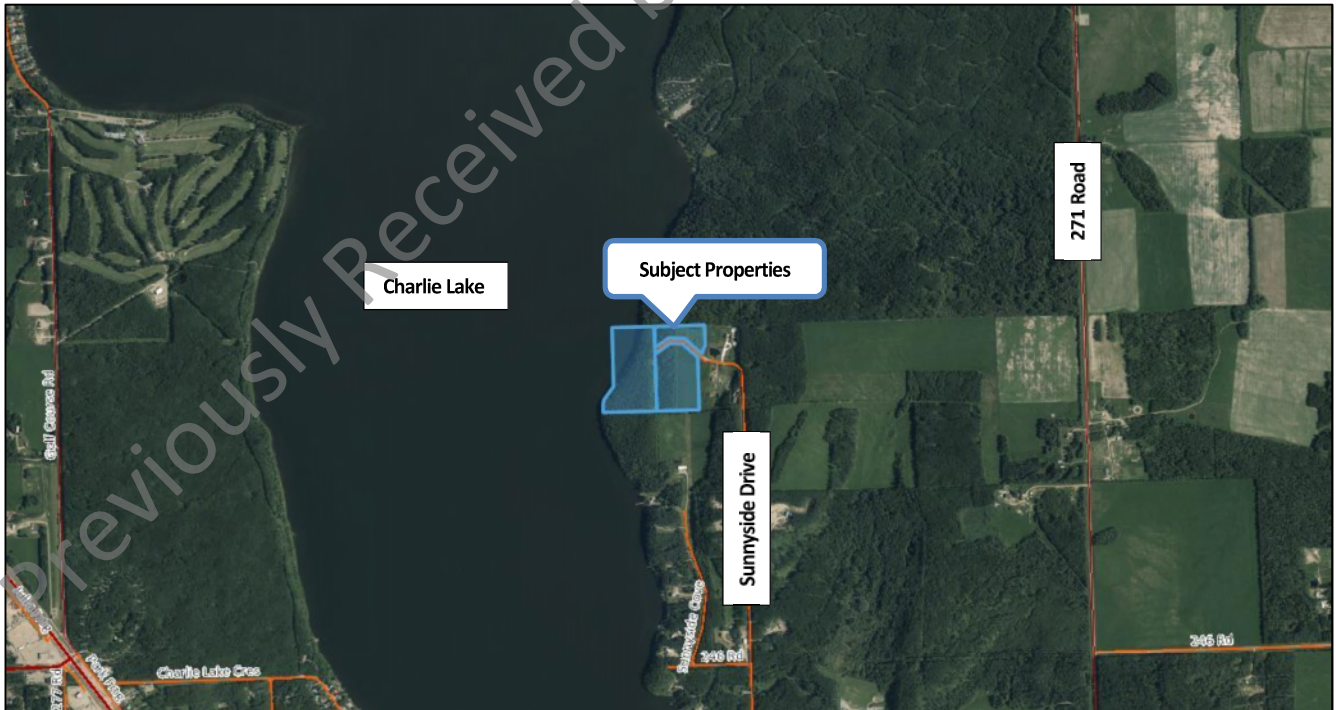 Previously Received b
271 Road
Subject Properties
Charlie Lake
Golf Course Rd
Sunnyside Drive
Sunnyside Cove
246 Rd
246 Rd
Charlie Lake Cres
277 Rd